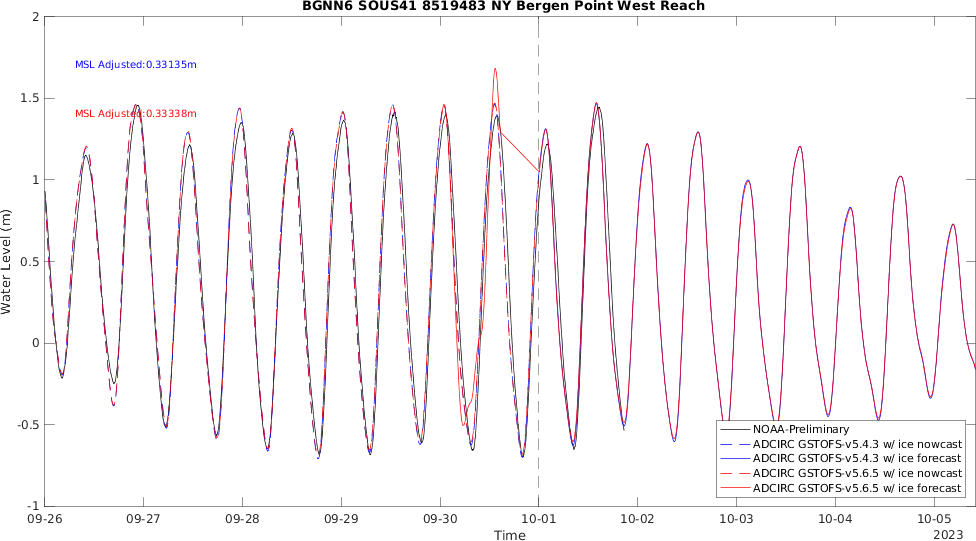 BGNN6 SOUS41 8519483 NY Bergen Point West Reach
2
1.5
1
0.5
0
-0.5
-1
Water Level (m)
MSL Adjusted:0.33135m
MSL Adjusted:0.33338m
NOAA-Preliminary
ADCIRC GSTOFS-v5.4.3 w/ ice nowcast
ADCIRC GSTOFS-v5.4.3 w/ ice forecast
ADCIRC GSTOFS-v5.6.5 w/ ice nowcast
ADCIRC GSTOFS-v5.6.5 w/ ice forecast
09-26 09-27 09-28 09-29 09-30 10-01 10-02 10-03 10-04 10-05
Time
2023